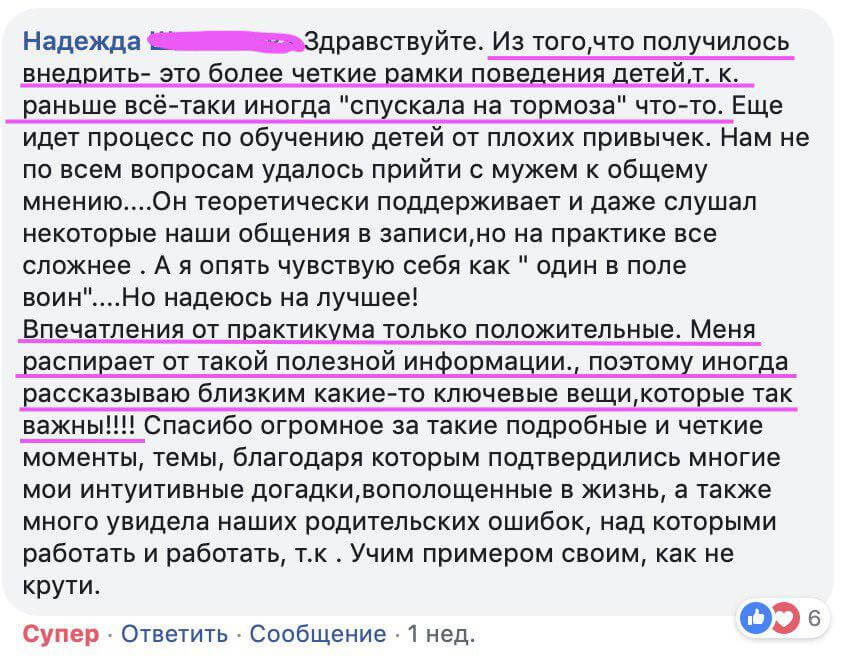 Надежда Здравствуйте. Из того,что получилось
внедрить- это более четкие рамки поведения детей,т. к.
раньше всё-таки иногда "спускала на тормоза" что-то. Еще
идет процесс по обучению детей от плохих привычек. Нам не
по всем вопросам удалось прийти с мужем к общему
мнению....Он теоретически поддерживает и даже слушал
некоторые наши общения в записи,но на практике все
сложнее . А я опять чувствую себя как " один в поле
воин"....Но надеюсь на лучшее!
Впечатления от практикума только положительные. Меня
распирает от такой полезной информации., поэтому иногда
рассказываю близким какие-то ключевые вещи,которые так
важны!!!! Спасибо огромное за такие подробные и четкие
моменты, темы, благодаря которым подтвердились многие
мои интуитивные догадки,вополощенные в жизнь, а также
много увидела наших родительских ошибок, над которыми
работать и работать, т.к . Учим примером своим, как не
крути.
Супер · Ответить · Сообщение · 1 нед.
6